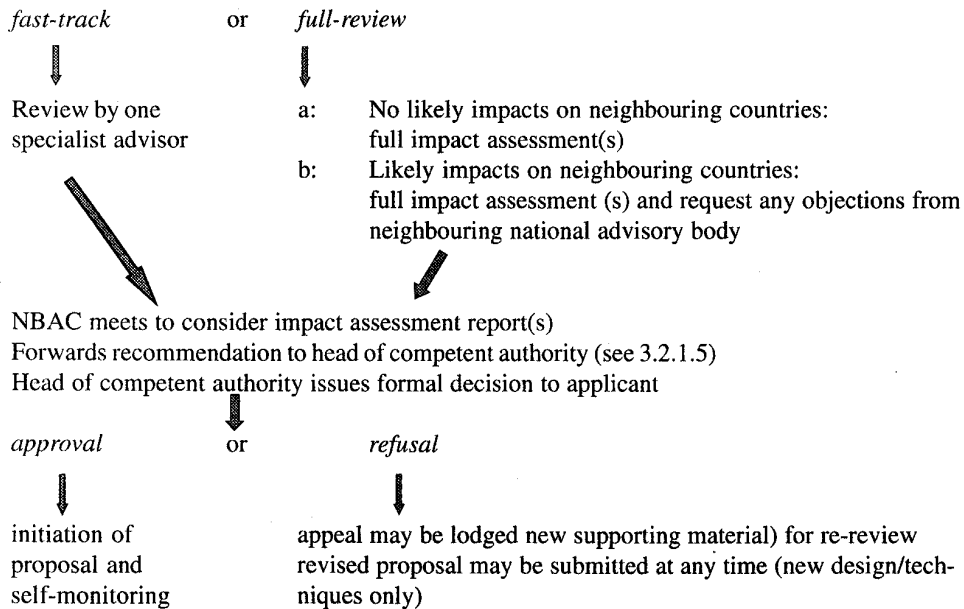 fast-track or full-review
Review by one
specialist advisor
a: No likely impacts on neighbouring countries:
full impact assessment(s)
b: Likely impacts on neighbouring countries:
full impact assessment (s) and request any objections from
neighbouring national advisory body
NBAC meets to consider impact assessment report(s)
Forwards recommendation to head of competent authority (see 3.2.1.5)
Head of competent authority issues formal decision to applicant
approval or refusal
initiation of
proposal and
self-monitoring
appeal may be lodged new supporting material) for re-review
revised proposal may be submitted at any time (new design/tech-
niques only)